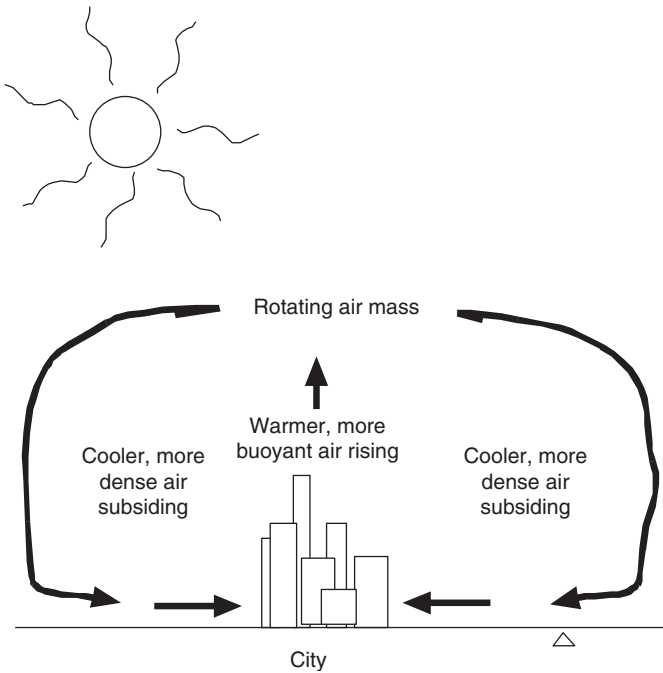 Rotating air mass
Warmer, more
buoyant air rising
Cooler, more
dense air
subsiding
Cooler, more
dense air
subsiding
City